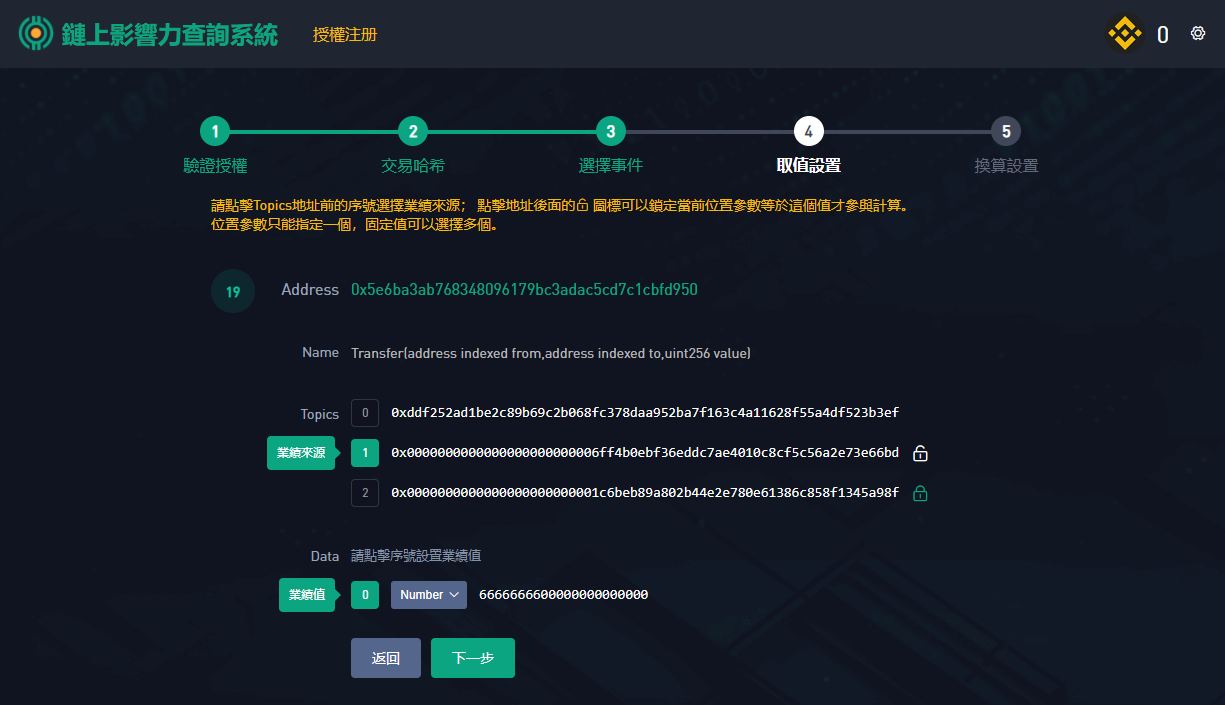 鏈上影響力查詢系統 授權注册 0
1 2 3 4 5
驗證授權 交易哈希 選擇事件 取值設置 換算設置
請點擊Topics地址前的序號選擇業績來源； 點擊地址後面的 圖標可以鎖定當前位置參數等於這個值才參與計算。
位置參數只能指定一個，固定值可以選擇多個。
19 Address 0x5e6ba3ab768348096179bc3adac5cd7c1cbfd950
Name Transfer(address indexed from,address indexed to,uint256 value)
Topics 0 0xddf252ad1be2c89b69c2b068fc378daa952ba7f163c4a11628f55a4df523b3ef
業績來源 1 0x0000000000000000000000006ff4b0ebf36eddc7ae4010c8cf5c56a2e73e66bd
2 0x0000000000000000000000001c6beb89a802b44e2e780e61386c858f1345a98f
Data 請點擊序號設置業績值
業績值 0 Number 6666666600000000000000
返回 下一步